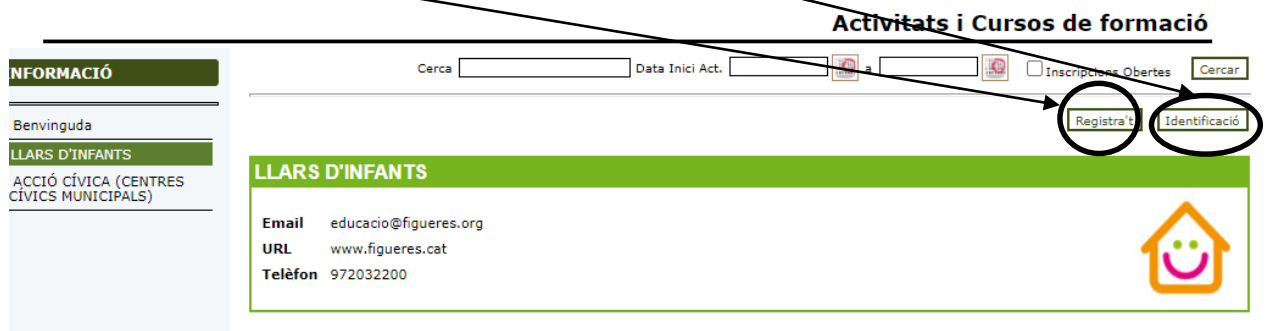 Activitats i Cursos de formació
INFORMACIÓ
Cerca Data Inici Act. a Inscripcions Obertes Cercar
Registra't Identificació
Benvinguda
LLARS D'INFANTS
ACCIÓ CÍVICA (CENTRES
CÍVICS MUNICIPALS)
LLARS D'INFANTS
Email educacio@figueres.org
URL www.figueres.cat
Telèfon 972032200